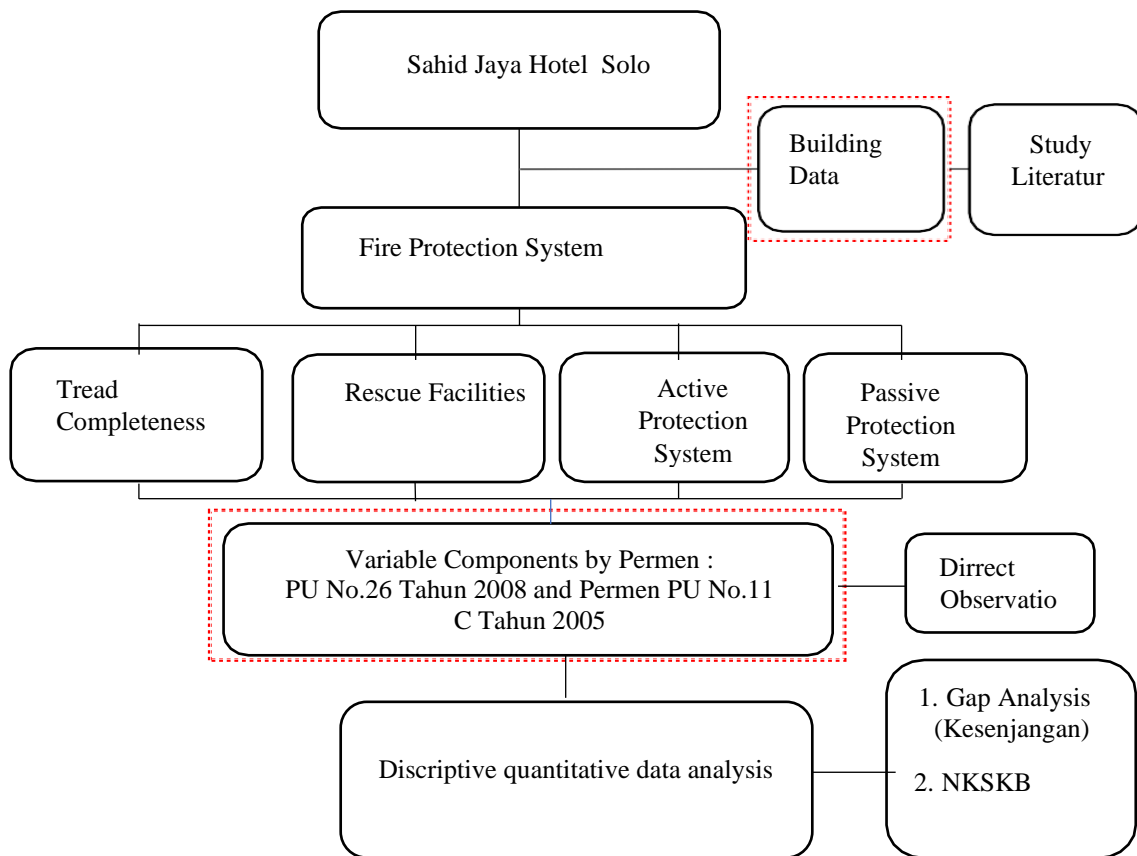 Sahid Jaya Hotel Solo
Building
Data
Study
Literatur
Fire Protection System
Tread
Completeness
Rescue Facilities
Active
Protection
System
Passive
Protection
System
Variable Components by Permen :
PU No.26 Tahun 2008 and Permen PU No.11
C Tahun 2005
Dirrect
Observatio
Discriptive quantitative data analysis
1. Gap Analysis
(Kesenjangan)
2. NKSKB